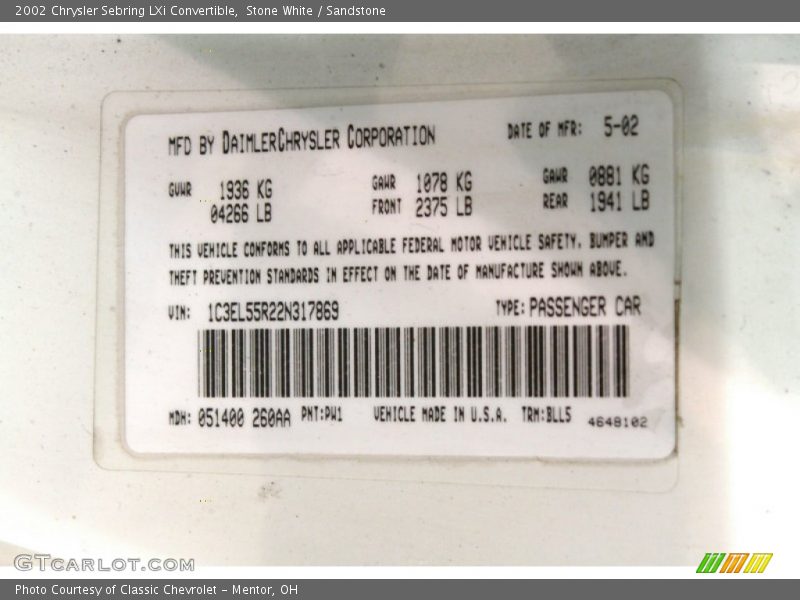 2002 Chrysler Sebring LXi Convertible, Stone White / Sandstone
MFD BY DAIMLERCHRYSLER CORPORATION DATE OF MFR: 5-02
GVWR 1936 KG GAWR 1078 KG GAWR 0881 KG
04266 LB FRONT 2375 LB REAR 1941 LB
THIS VEHICLE CONFORMS TO ALL APPLICABLE FEDERAL MOTOR VEHICLE SAFETY, BUMPER AND
THEFT PREVENTION STANDARDS IN EFFECT ON THE DATE OF MANUFACTURE SHOWN ABOVE.
VIN: 1C3EL55R22N317869 TYPE: PASSENGER CAR
MDH: 051400 260AA PNT:PW1 VEHICLE MADE IN U.S.A. TRM:BLL5 4648102
GTCARLOT.COM
Photo Courtesy of Classic Chevrolet - Mentor, OH